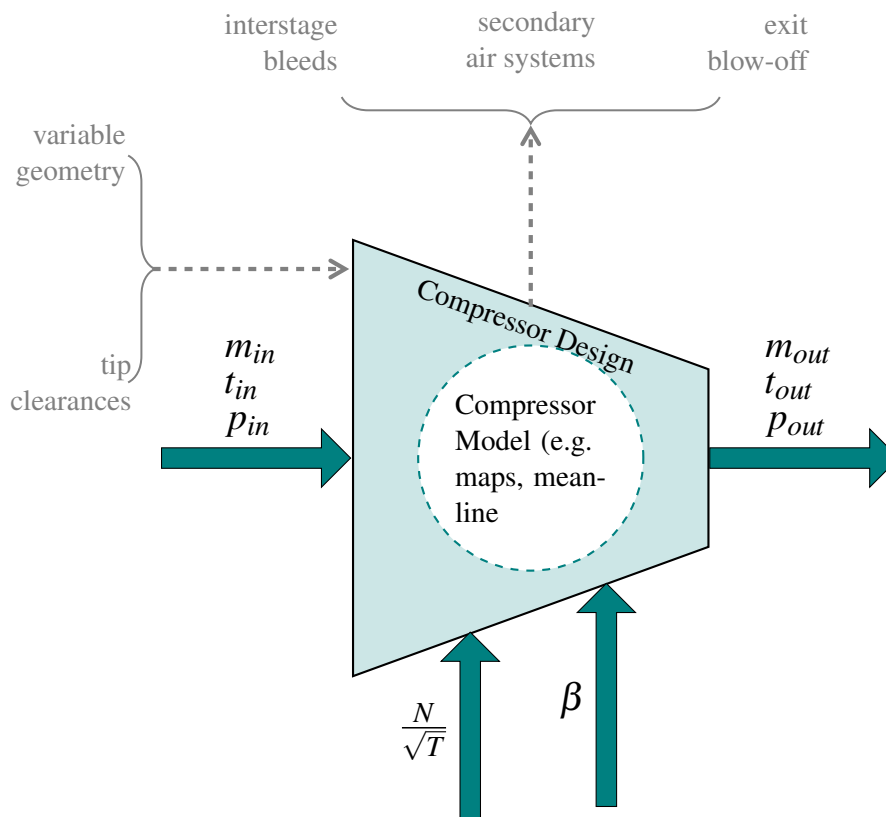 interstage
bleeds
secondary
air systems
exit
blow-off
variable
geometry
tip
clearances
Compressor Design
m_in
t_in
p_in
Compressor
Model (e.g.
maps, mean-
line
m_out
t_out
p_out
N/√T
β